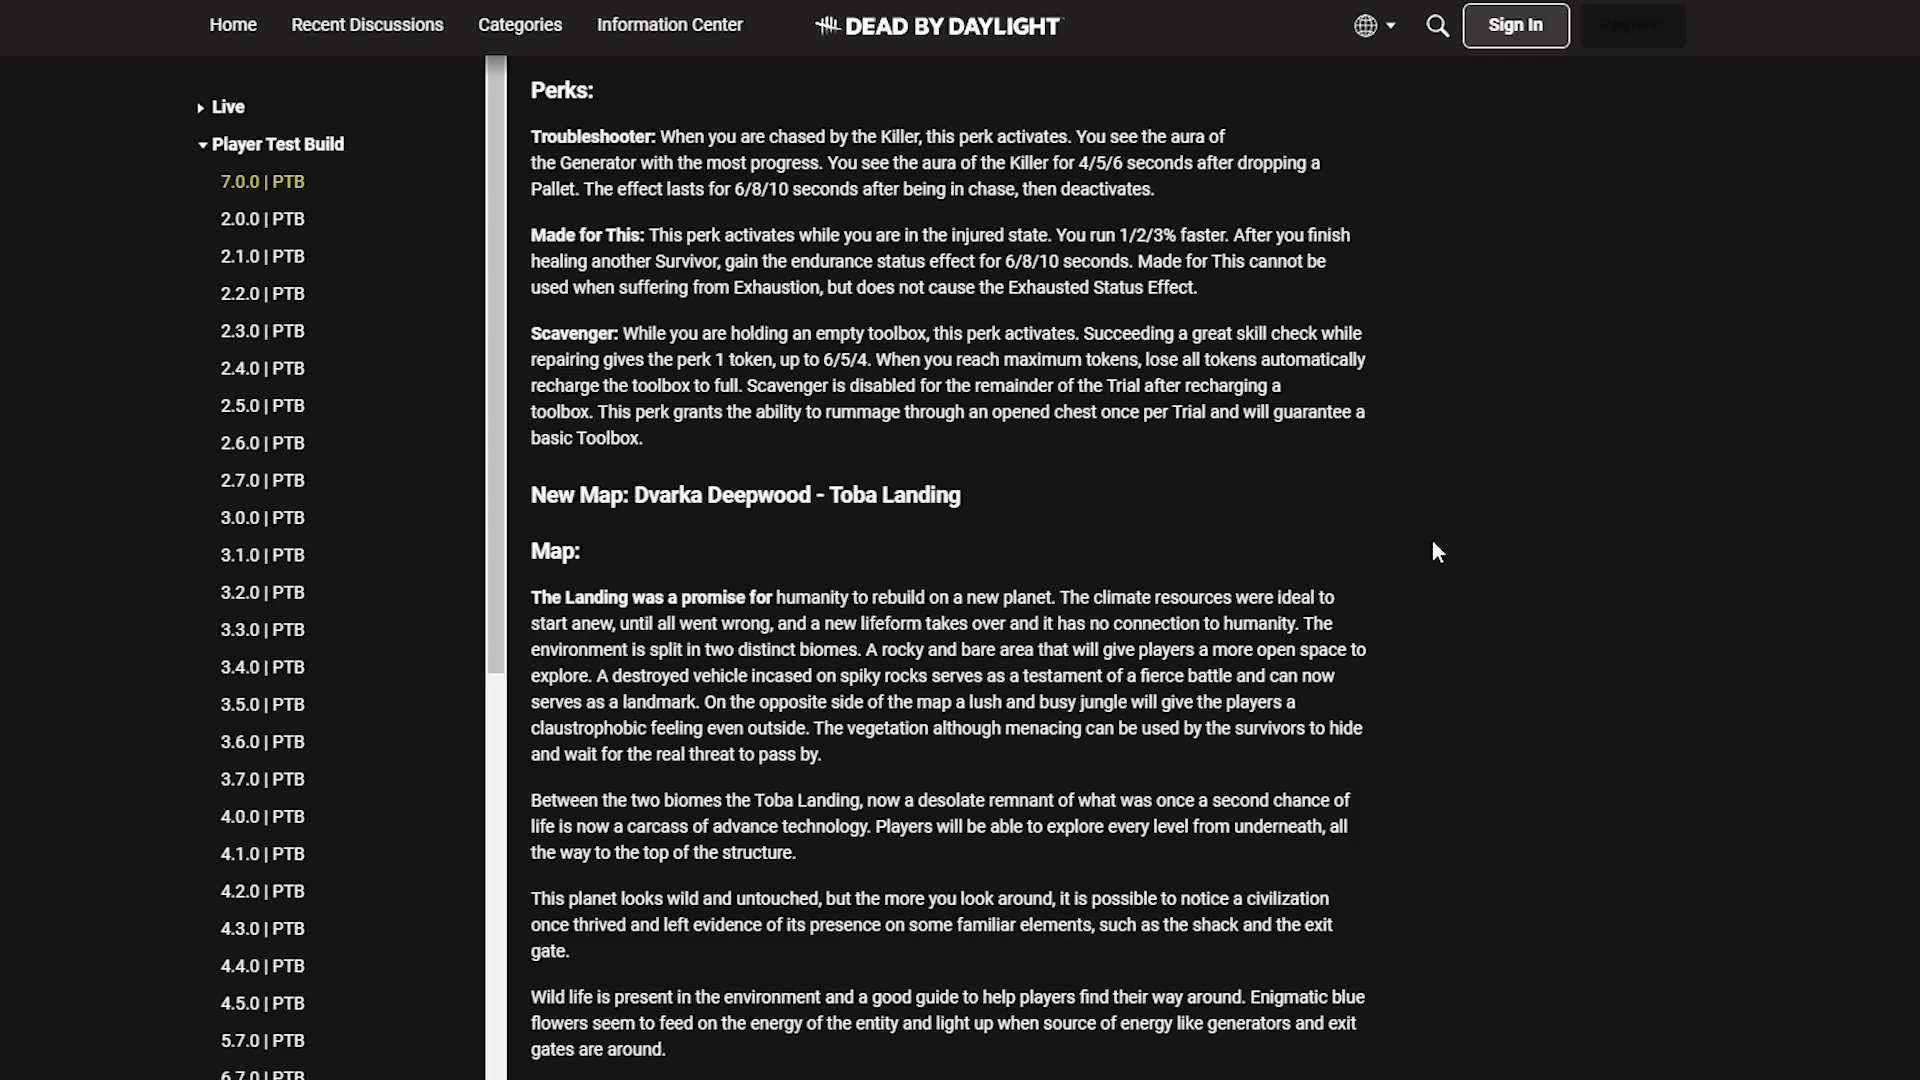 Home
Recent Discussions
Categories
Information Center
DEAD BY DAYLIGHT
Sign In
Live
Player Test Build
7.0.0 | PTB
2.0.0 | PTB
2.1.0 | PTB
2.2.0 | PTB
2.3.0 | PTB
2.4.0 | PTB
2.5.0 | PTB
2.6.0 | PTB
2.7.0 | PTB
3.0.0 | PTB
3.1.0 | PTB
3.2.0 | PTB
3.3.0 | PTB
3.4.0 | PTB
3.5.0 | PTB
3.6.0 | PTB
3.7.0 | PTB
4.0.0 | PTB
4.1.0 | PTB
4.2.0 | PTB
4.3.0 | PTB
4.4.0 | PTB
4.5.0 | PTB
5.7.0 | PTB
6.7.0 | PTB
Perks:
Troubleshooter: When you are chased by the Killer, this perk activates. You see the aura of
the Generator with the most progress. You see the aura of the Killer for 4/5/6 seconds after dropping a
Pallet. The effect lasts for 6/8/10 seconds after being in chase, then deactivates.
Made for This: This perk activates while you are in the injured state. You run 1/2/3% faster. After you finish
healing another Survivor, gain the endurance status effect for 6/8/10 seconds. Made for This cannot be
used when suffering from Exhaustion, but does not cause the Exhausted Status Effect.
Scavenger: While you are holding an empty toolbox, this perk activates. Succeeding a great skill check while
repairing gives the perk 1 token, up to 6/5/4. When you reach maximum tokens, lose all tokens automatically
recharge the toolbox to full. Scavenger is disabled for the remainder of the Trial after recharging a
toolbox. This perk grants the ability to rummage through an opened chest once per Trial and will guarantee a
basic Toolbox.
New Map: Dvarka Deepwood - Toba Landing
Map:
The Landing was a promise for humanity to rebuild on a new planet. The climate resources were ideal to
start anew, until all went wrong, and a new lifeform takes over and it has no connection to humanity. The
environment is split in two distinct biomes. A rocky and bare area that will give players a more open space to
explore. A destroyed vehicle incased on spiky rocks serves as a testament of a fierce battle and can now
serves as a landmark. On the opposite side of the map a lush and busy jungle will give the players a
claustrophobic feeling even outside. The vegetation although menacing can be used by the survivors to hide
and wait for the real threat to pass by.
Between the two biomes the Toba Landing, now a desolate remnant of what was once a second chance of
life is now a carcass of advance technology. Players will be able to explore every level from underneath, all
the way to the top of the structure.
This planet looks wild and untouched, but the more you look around, it is possible to notice a civilization
once thrived and left evidence of its presence on some familiar elements, such as the shack and the exit
gate.
Wild life is present in the environment and a good guide to help players find their way around. Enigmatic blue
flowers seem to feed on the energy of the entity and light up when source of energy like generators and exit
gates are around.